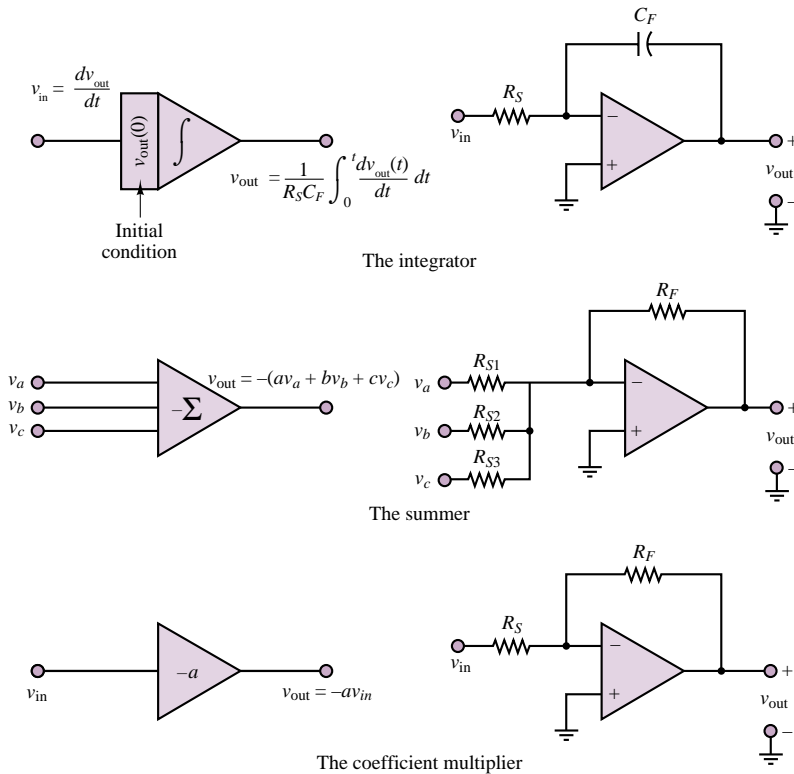 C_F
v_in = dv_out/dt
R_S
v_out(0)
∫
−
v_in
+
+
v_out
−
v_out = 1/(R_S C_F) ∫_0^t dv_out(t)/dt dt
Initial
condition
The integrator
R_F
v_out = −(av_a + bv_b + cv_c)
v_a
v_b
v_c
−Σ
R_S1
v_a
R_S2
v_b
R_S3
v_c
−
+
+
v_out
−
The summer
R_F
R_S
v_in
−a
v_out = −av_in
v_in
−
+
+
v_out
−
The coefficient multiplier